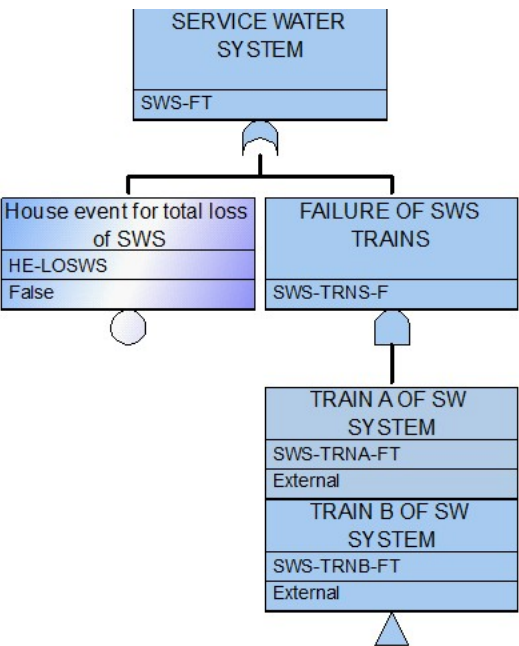 SERVICE WATER
SYSTEM
SWS-FT
House event for total loss
of SWS
HE-LOSWS
False
FAILURE OF SWS
TRAINS
SWS-TRNS-F
TRAIN A OF SW
SYSTEM
SWS-TRNA-FT
External
TRAIN B OF SW
SYSTEM
SWS-TRNB-FT
External